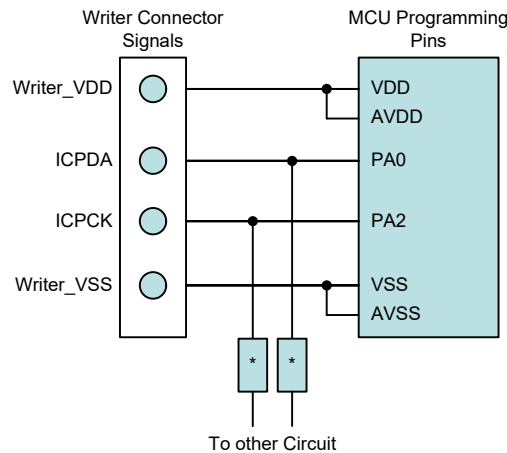 Writer Connector
Signals
MCU Programming
Pins
Writer_VDD
VDD
AVDD
ICPDA
PA0
ICPCK
PA2
Writer_VSS
VSS
AVSS
* *
To other Circuit